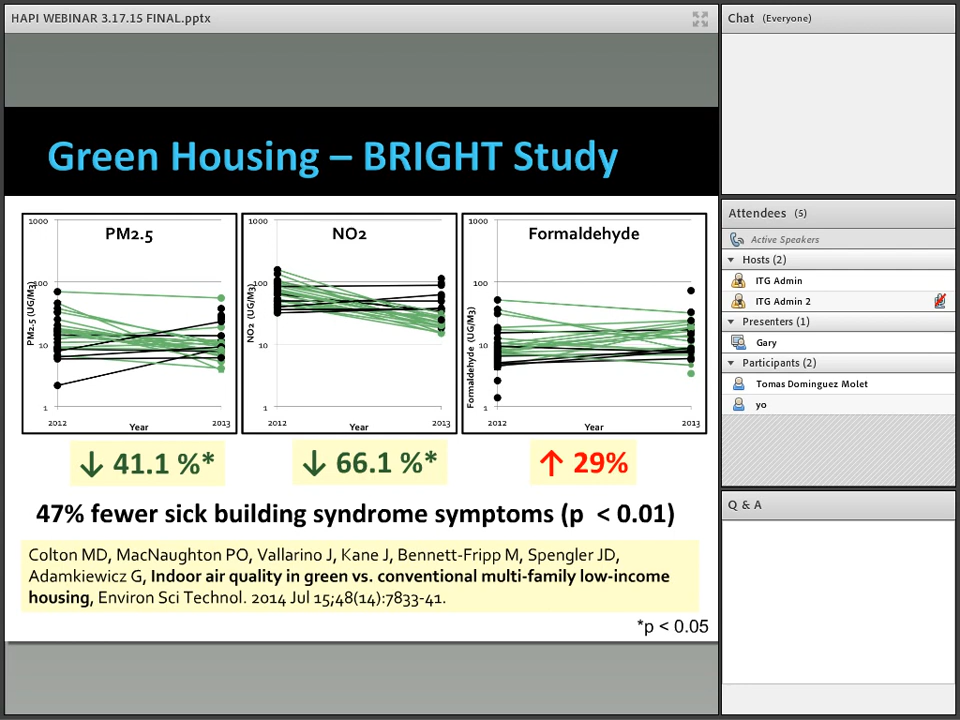 HAPI WEBINAR 3.17.15 FINAL.pptx
Green Housing – BRIGHT Study
1000
PM2.5
100
PM2.5 (UG/M3)
10
1
2012
Year
2013
1000
NO2
100
NO2 (UG/M3)
10
1
2012
Year
2013
1000
Formaldehyde
100
Formaldehyde (UG/M3)
10
1
2012
Year
2013
↓ 41.1 %*
↓ 66.1 %*
↑ 29%
47% fewer sick building syndrome symptoms (p < 0.01)
Colton MD, MacNaughton PO, Vallarino J, Kane J, Bennett-Fripp M, Spengler JD,
Adamkiewicz G, Indoor air quality in green vs. conventional multi-family low-income
housing, Environ Sci Technol. 2014 Jul 15;48(14):7833-41.
*p < 0.05
Chat (Everyone)
Attendees (5)
Active Speakers
Hosts (2)
ITG Admin
ITG Admin 2
Presenters (1)
Gary
Participants (2)
Tomas Dominguez Molet
yo
Q & A